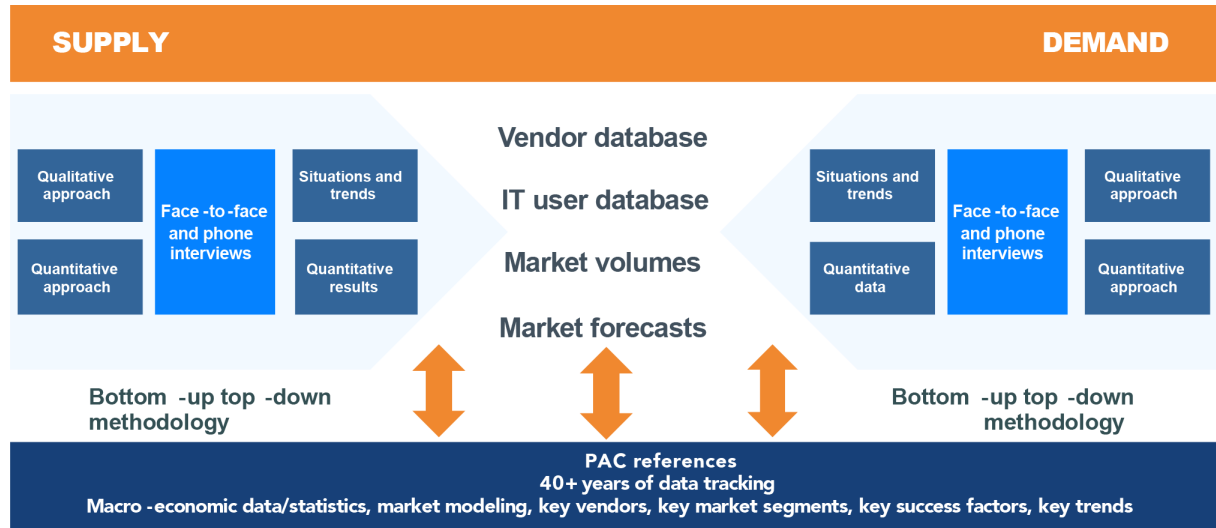 SUPPLY
DEMAND
Qualitative
approach
Quantitative
approach
Face -to -face
and phone
interviews
Situations and
trends
Quantitative
results
Vendor database
IT user database
Market volumes
Market forecasts
Situations and
trends
Quantitative
data
Face -to -face
and phone
interviews
Qualitative
approach
Quantitative
approach
Bottom -up top -down
methodology
Bottom -up top -down
methodology
PAC references
40+ years of data tracking
Macro -economic data/statistics, market modeling, key vendors, key market segments, key success factors, key trends